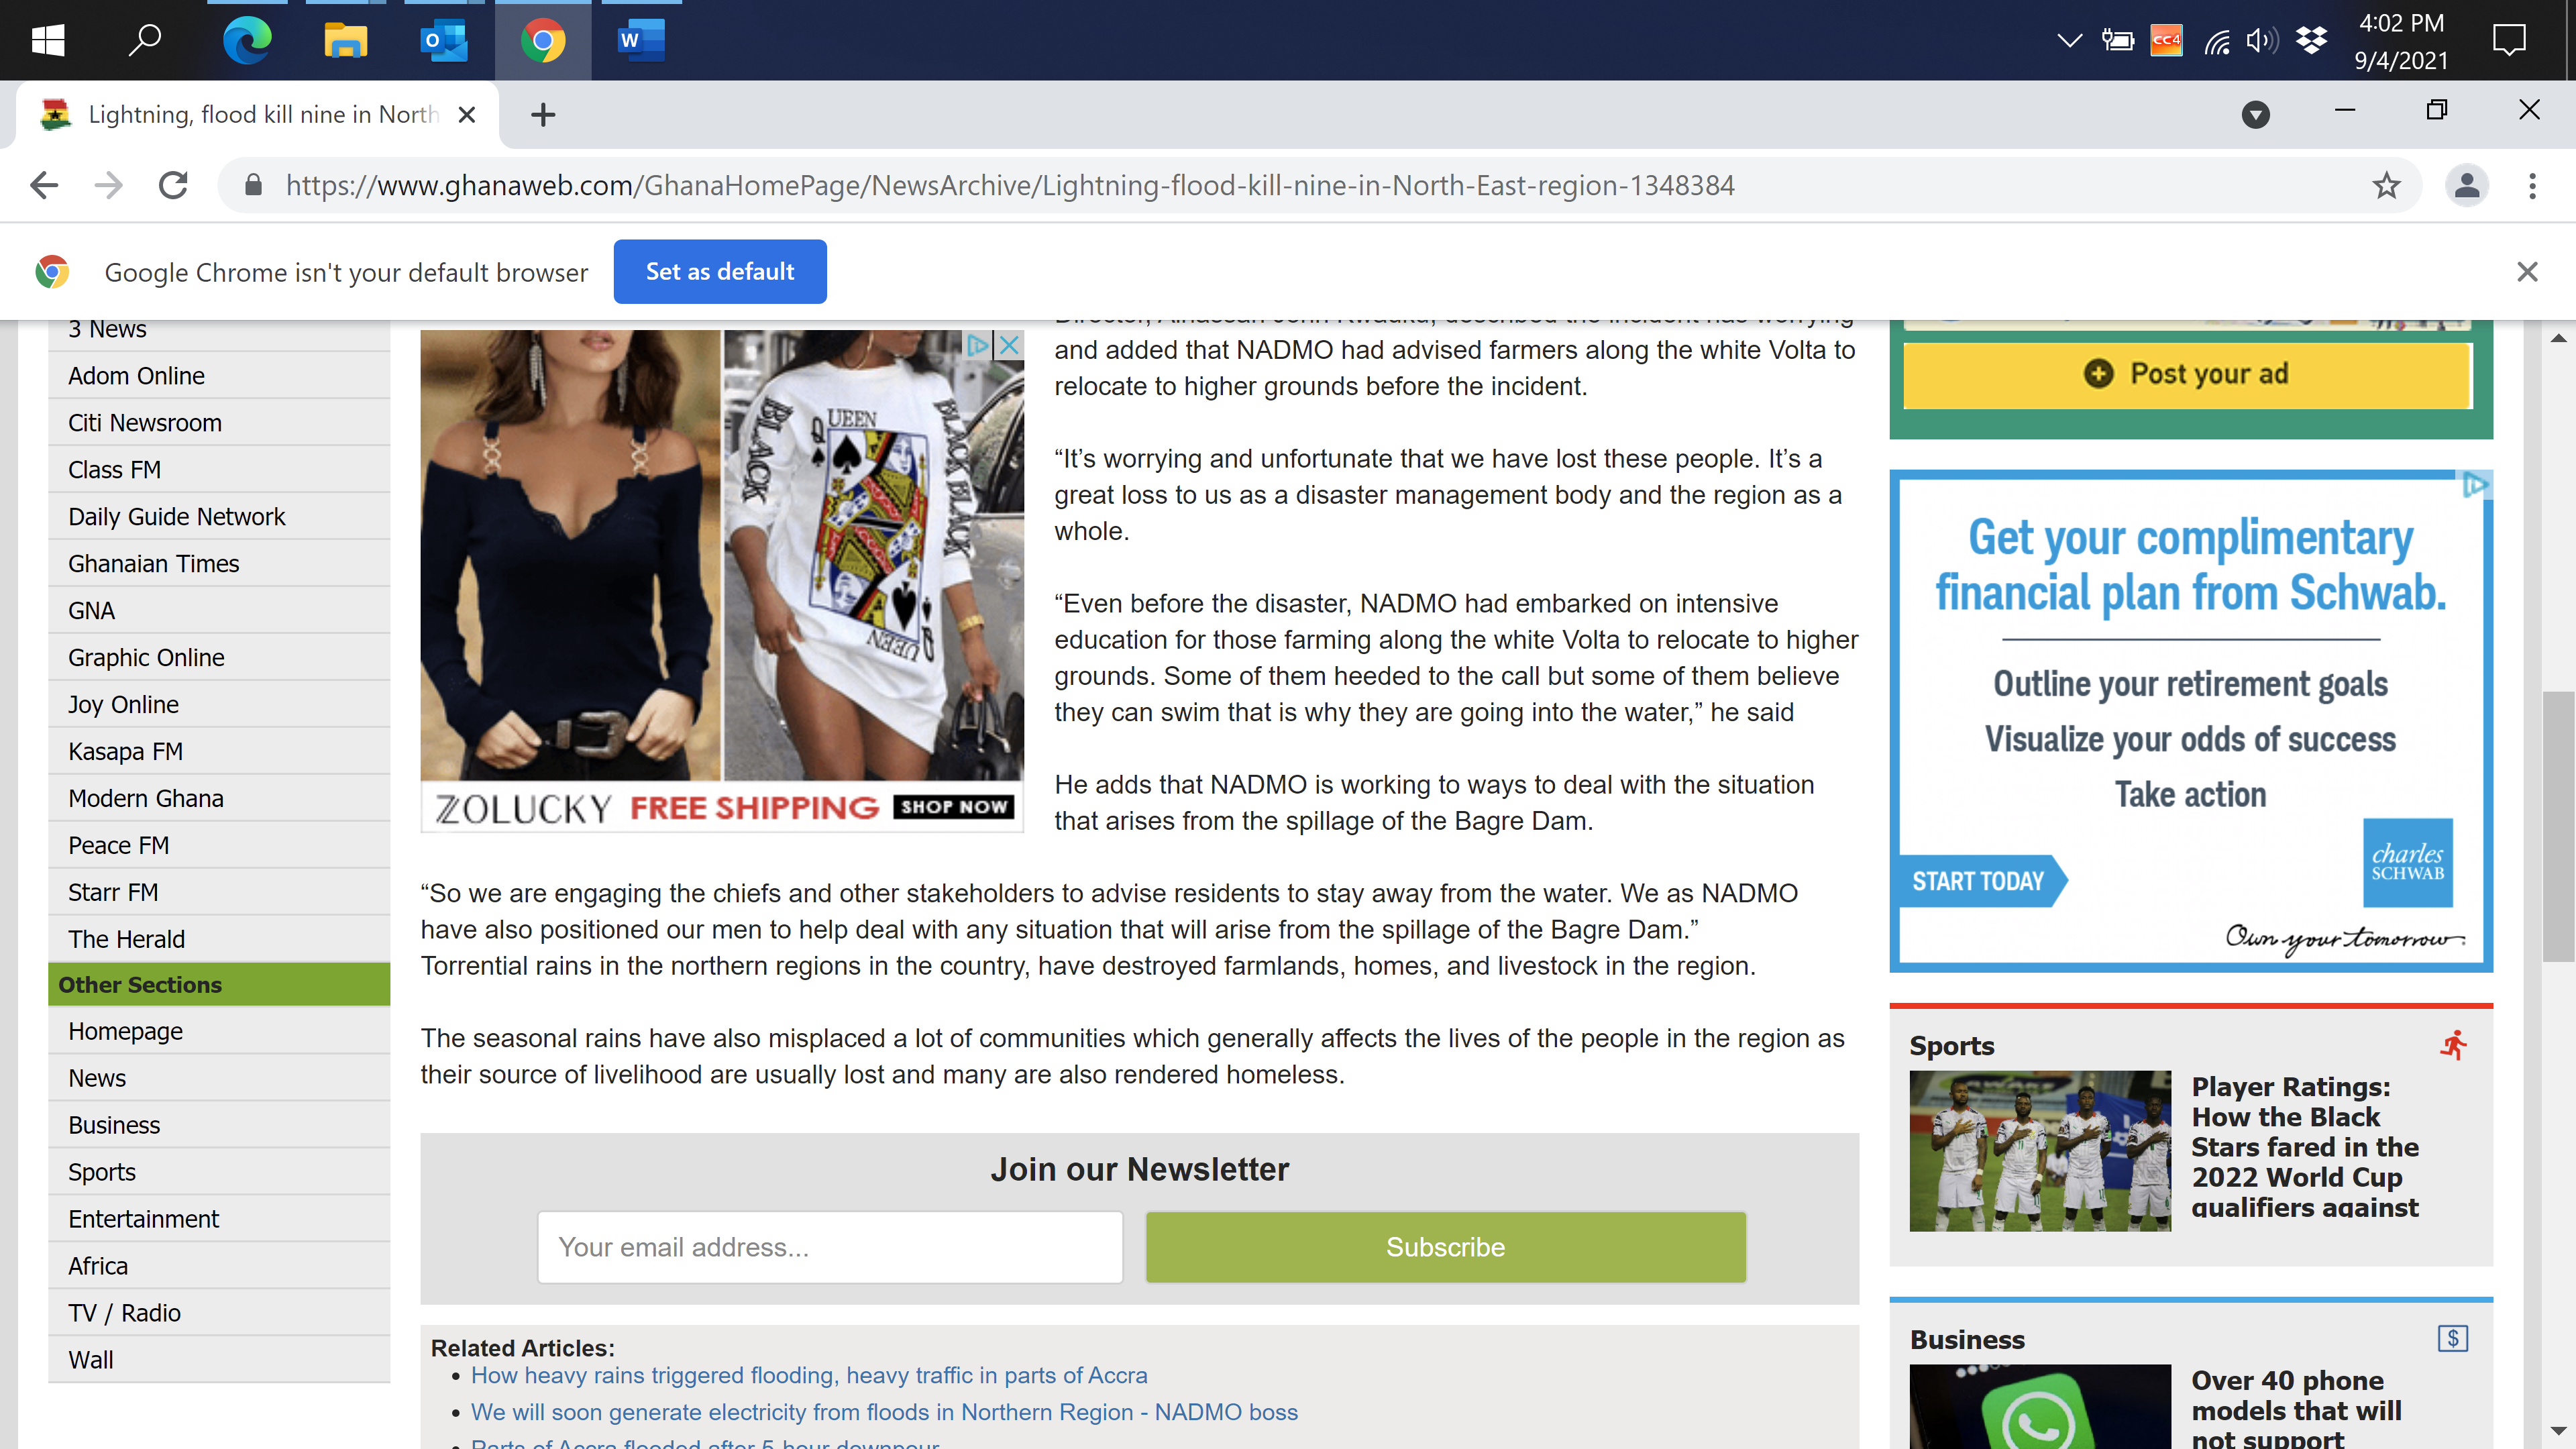 4:02 PM
9/4/2021
Lightning, flood kill nine in North
https://www.ghanaweb.com/GhanaHomePage/NewsArchive/Lightning-flood-kill-nine-in-North-East-region-1348384
Google Chrome isn't your default browser
Set as default
3 News
Adom Online
Citi Newsroom
Class FM
Daily Guide Network
Ghanaian Times
GNA
Graphic Online
Joy Online
Kasapa FM
Modern Ghana
Peace FM
Starr FM
The Herald
Other Sections
Homepage
News
Business
Sports
Entertainment
Africa
TV / Radio
Wall
BLACK
QUEEN
BLACK BLACK
QUEEN
ZOLUCKY FREE SHIPPING SHOP NOW
and added that NADMO had advised farmers along the white Volta to
relocate to higher grounds before the incident.
“It’s worrying and unfortunate that we have lost these people. It’s a
great loss to us as a disaster management body and the region as a
whole.
“Even before the disaster, NADMO had embarked on intensive
education for those farming along the white Volta to relocate to higher
grounds. Some of them heeded to the call but some of them believe
they can swim that is why they are going into the water,” he said
He adds that NADMO is working to ways to deal with the situation
that arises from the spillage of the Bagre Dam.
“So we are engaging the chiefs and other stakeholders to advise residents to stay away from the water. We as NADMO
have also positioned our men to help deal with any situation that will arise from the spillage of the Bagre Dam.”
Torrential rains in the northern regions in the country, have destroyed farmlands, homes, and livestock in the region.
The seasonal rains have also misplaced a lot of communities which generally affects the lives of the people in the region as
their source of livelihood are usually lost and many are also rendered homeless.
Join our Newsletter
Your email address...
Subscribe
Related Articles:
How heavy rains triggered flooding, heavy traffic in parts of Accra
We will soon generate electricity from floods in Northern Region - NADMO boss
Parts of Accra flooded after 5-hour downpour
Post your ad
Get your complimentary
financial plan from Schwab.
Outline your retirement goals
Visualize your odds of success
Take action
START TODAY
charles
SCHWAB
Own your tomorrow.
Sports
Player Ratings:
How the Black
Stars fared in the
2022 World Cup
qualifiers against
Business
Over 40 phone
models that will
not support